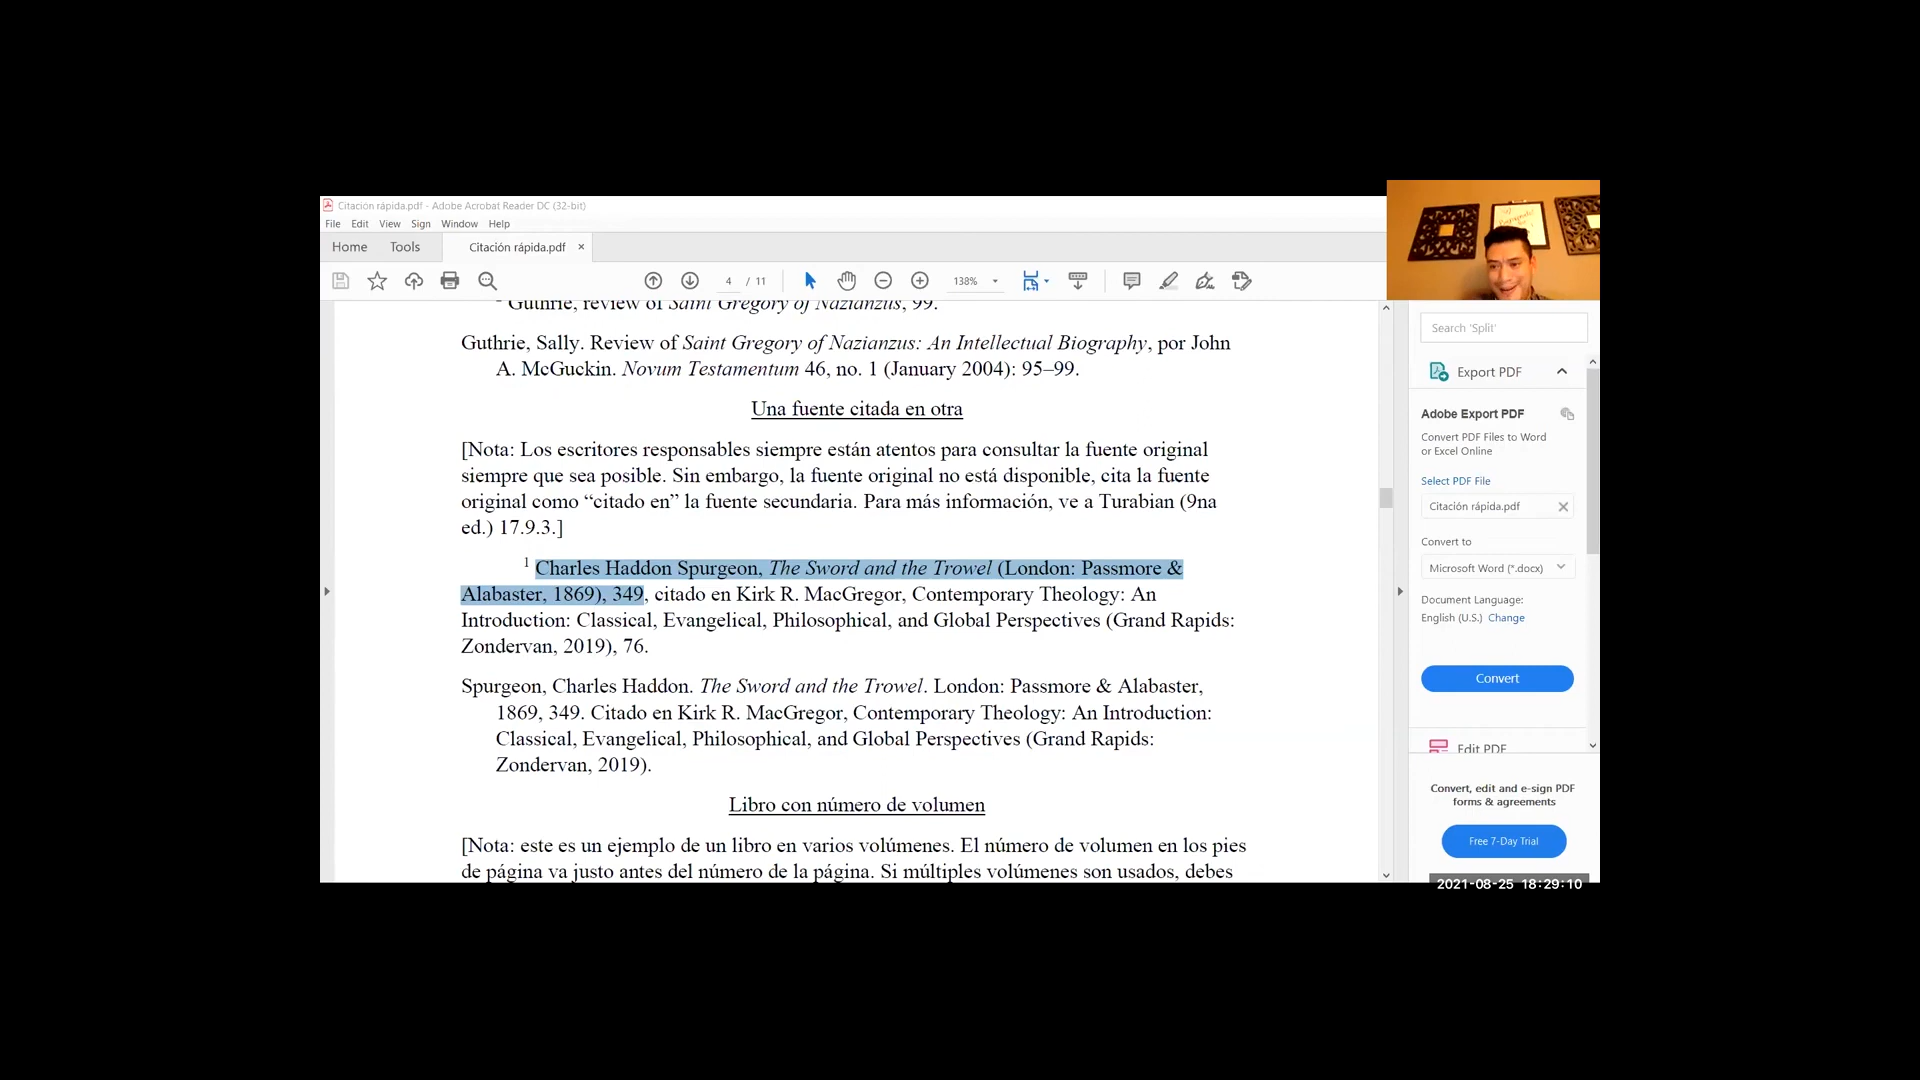 Citación rápida.pdf - Adobe Acrobat Reader DC (32-bit)
File Edit View Sign Window Help
Home Tools Citación rápida.pdf ×
4 / 11 138%
Guthrie, review of Saint Gregory of Nazianzus, 99.
Guthrie, Sally. Review of Saint Gregory of Nazianzus: An Intellectual Biography, por John
A. McGuckin. Novum Testamentum 46, no. 1 (January 2004): 95–99.
Una fuente citada en otra
[Nota: Los escritores responsables siempre están atentos para consultar la fuente original
siempre que sea posible. Sin embargo, la fuente original no está disponible, cita la fuente
original como “citado en” la fuente secundaria. Para más información, ve a Turabian (9na
ed.) 17.9.3.]
1 Charles Haddon Spurgeon, The Sword and the Trowel (London: Passmore &
Alabaster, 1869), 349, citado en Kirk R. MacGregor, Contemporary Theology: An
Introduction: Classical, Evangelical, Philosophical, and Global Perspectives (Grand Rapids:
Zondervan, 2019), 76.
Spurgeon, Charles Haddon. The Sword and the Trowel. London: Passmore & Alabaster,
1869, 349. Citado en Kirk R. MacGregor, Contemporary Theology: An Introduction:
Classical, Evangelical, Philosophical, and Global Perspectives (Grand Rapids:
Zondervan, 2019).
Libro con número de volumen
[Nota: este es un ejemplo de un libro en varios volúmenes. El número de volumen en los pies
de página va justo antes del número de la página. Si múltiples volúmenes son usados, debes
Search 'Split'
Export PDF
Adobe Export PDF
Convert PDF Files to Word
or Excel Online
Select PDF File
Citación rápida.pdf
Convert to
Microsoft Word (*.docx)
Document Language:
English (U.S.) Change
Convert
Edit PDF
Convert, edit and e-sign PDF
forms & agreements
Free 7-Day Trial
2021-08-25 18:29:10